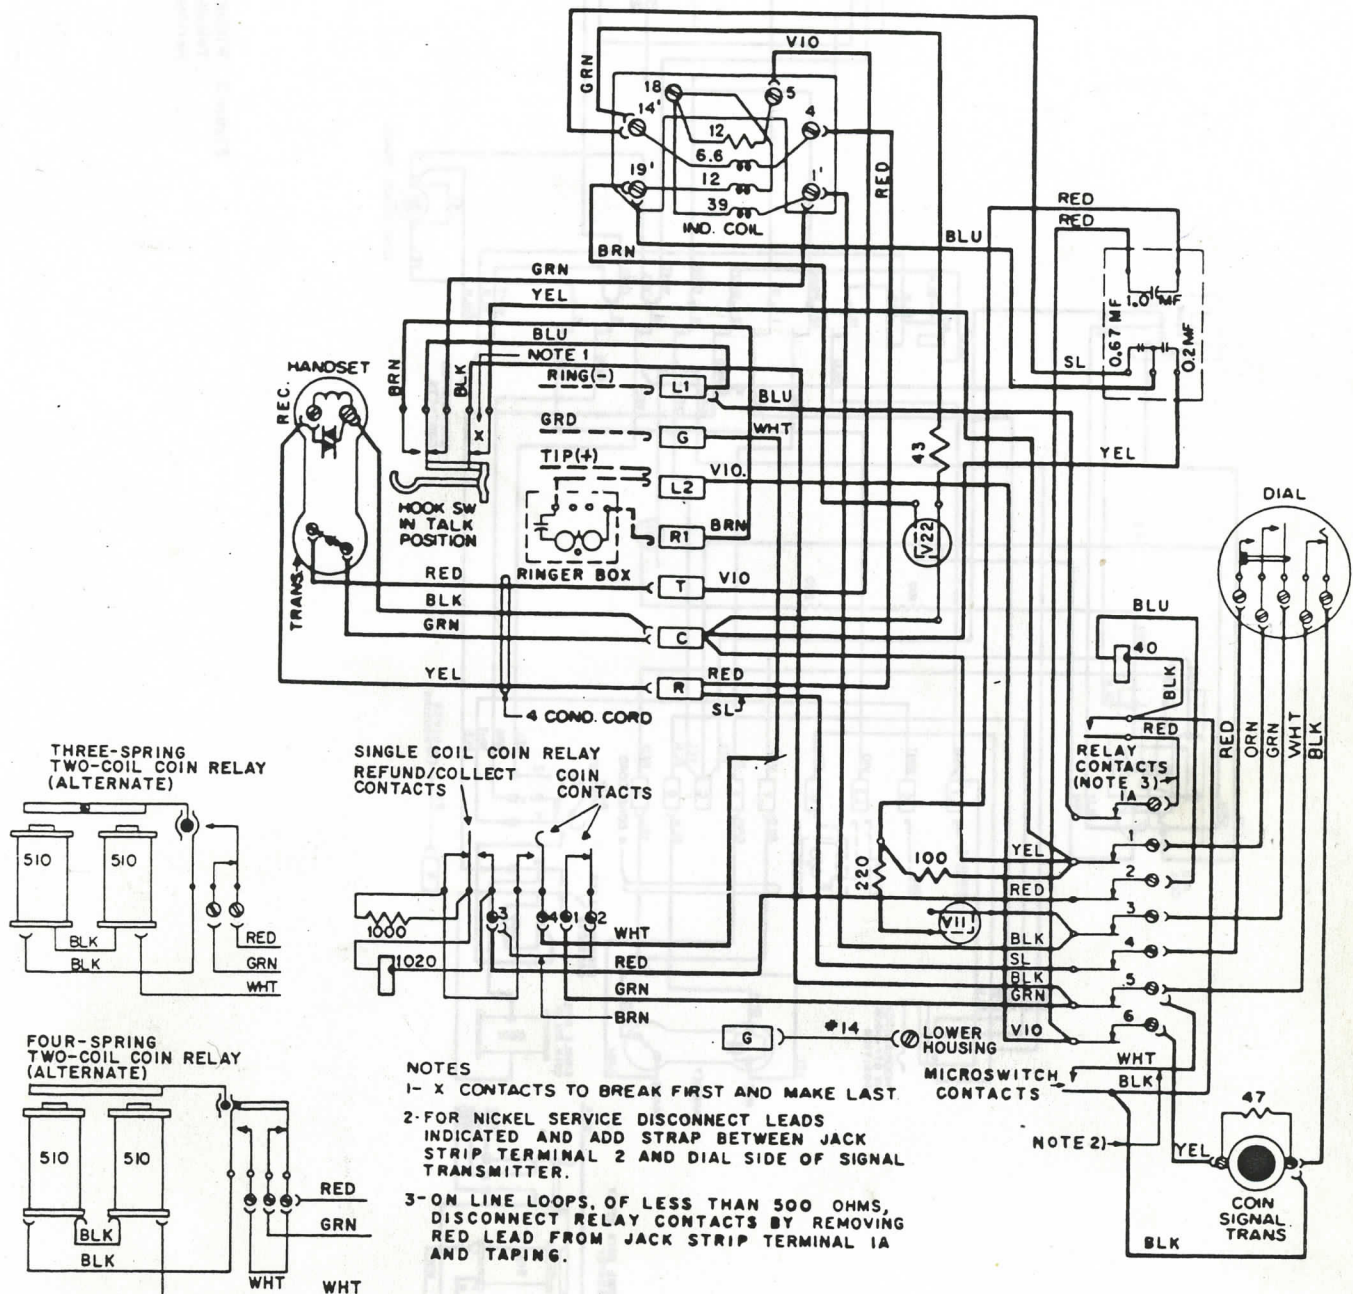 VIO
GRN
18
5
14'
4
12
6.6
19'
12
1'
39
IND. COIL
RED
RED
RED
BLU
BRN
GRN
YEL
1.0 MF
0.67 MF
0.2 MF
BLU
NOTE 1
SL
HANDSET
REC.
BRN
BLK
RING(-)
L1
BLU
X
GRD
G
WHT
43
YEL
TIP(+)
L2
VIO.
DIAL
HOOK SW
IN TALK
POSITION
R1
BRN
V22
RINGER BOX
TRANS.
RED
T
VIO
BLK
BLU
GRN
C
40
BLK
YEL
R
RED
SL
4 COND. CORD
RED
ORN
GRN
WHT
BLK
RED
RELAY
CONTACTS
(NOTE 3)
1A
THREE-SPRING
TWO-COIL COIN RELAY
(ALTERNATE)
SINGLE COIL COIN RELAY
REFUND/COLLECT
CONTACTS
COIN
CONTACTS
510
510
YEL
1
220
100
RED
2
3
4
1
2
V11
3
1000
WHT
BLK
4
BLK
RED
BLK
RED
SL
1020
BLK
5
GRN
GRN
GRN
WHT
BRN
VIO
6
G
#14
LOWER
HOUSING
WHT
BLK
MICROSWITCH
CONTACTS
FOUR-SPRING
TWO-COIL COIN RELAY
(ALTERNATE)
510
510
47
NOTE 2)
YEL
RED
GRN
BLK
BLK
WHT
WHT
COIN
SIGNAL
TRANS
BLK
NOTES
1- X CONTACTS TO BREAK FIRST AND MAKE LAST
2- FOR NICKEL SERVICE DISCONNECT LEADS
INDICATED AND ADD STRAP BETWEEN JACK
STRIP TERMINAL 2 AND DIAL SIDE OF SIGNAL
TRANSMITTER.
3- ON LINE LOOPS, OF LESS THAN 500 OHMS,
DISCONNECT RELAY CONTACTS BY REMOVING
RED LEAD FROM JACK STRIP TERMINAL 1A
AND TAPING.